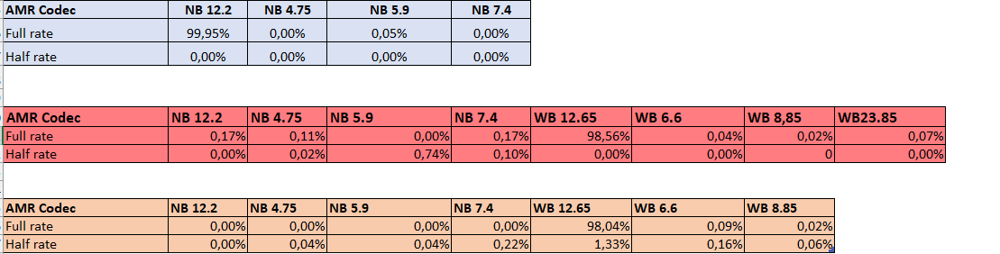 AMR Codec NB 12.2 NB 4.75 NB 5.9 NB 7.4
Full rate 99,95% 0,00% 0,05% 0,00%
Half rate 0,00% 0,00% 0,00% 0,00%
AMR Codec NB 12.2 NB 4.75 NB 5.9 NB 7.4 WB 12.65 WB 6.6 WB 8,85 WB23.85
Full rate 0,17% 0,11% 0,00% 0,17% 98,56% 0,04% 0,02% 0,07%
Half rate 0,00% 0,02% 0,74% 0,10% 0,00% 0,00% 0 0,00%
AMR Codec NB 12.2 NB 4.75 NB 5.9 NB 7.4 WB 12.65 WB 6.6 WB 8.85
Full rate 0,00% 0,00% 0,00% 0,00% 98,04% 0,09% 0,02%
Half rate 0,00% 0,04% 0,04% 0,22% 1,33% 0,16% 0,06%